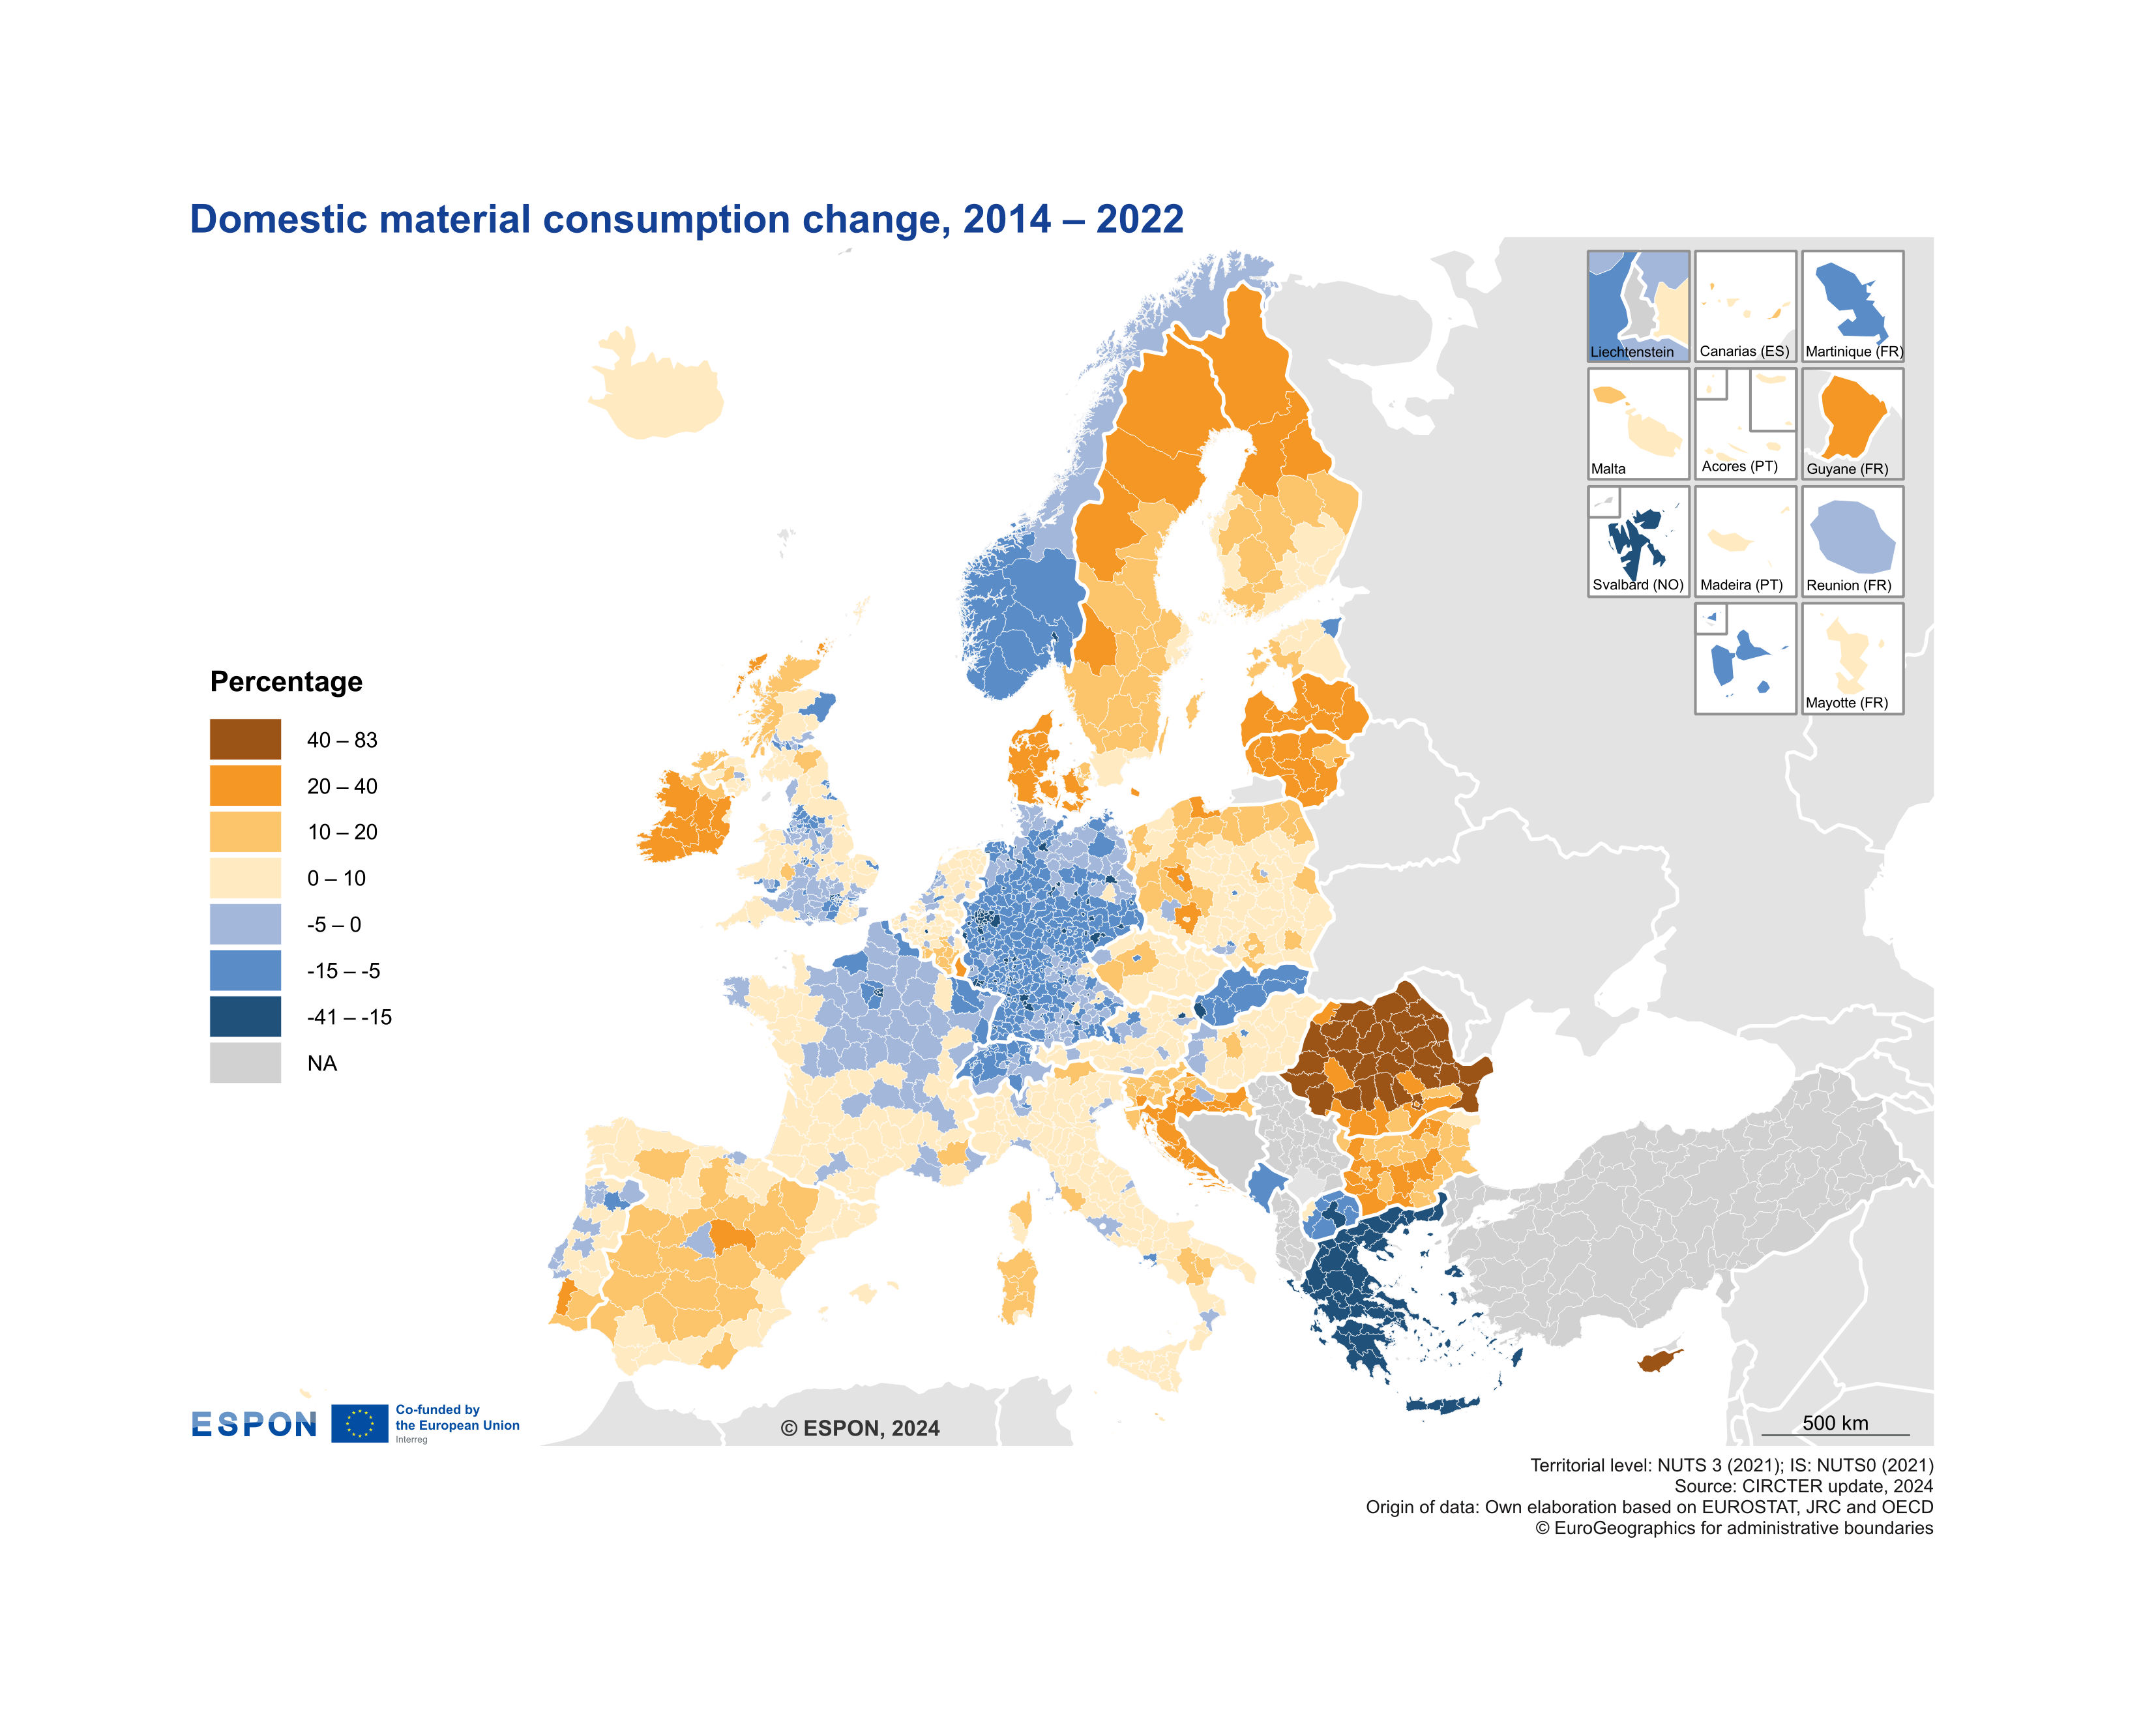 Domestic material consumption change, 2014 – 2022
Liechtenstein
Canarias (ES)
Martinique (FR)
Malta
Acores (PT)
Guyane (FR)
Svalbard (NO)
Madeira (PT)
Reunion (FR)
Mayotte (FR)
Percentage
40 – 83
20 – 40
10 – 20
0 – 10
-5 – 0
-15 – -5
-41 – -15
NA
ESPON
Co-funded by
the European Union
Interreg
© ESPON, 2024
500 km
Territorial level: NUTS 3 (2021); IS: NUTS0 (2021)
Source: CIRCTER update, 2024
Origin of data: Own elaboration based on EUROSTAT, JRC and OECD
© EuroGeographics for administrative boundaries